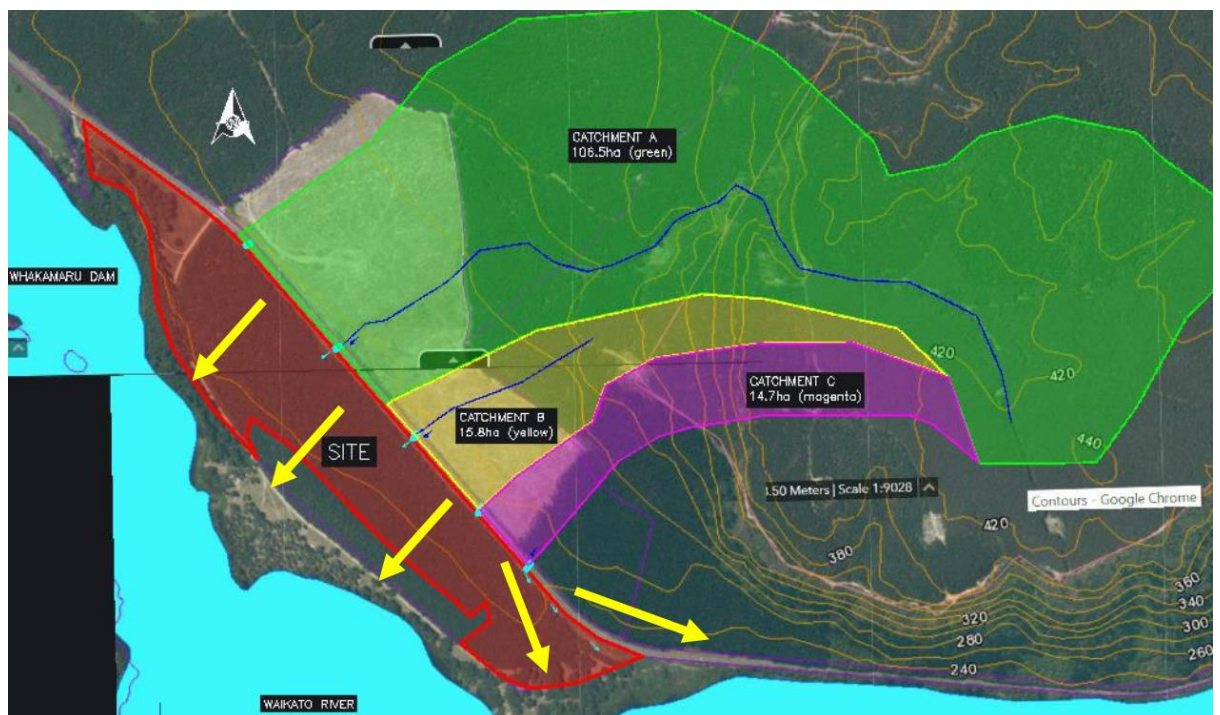 CATCHMENT A
106.5ha (green)
WHAKAMARU DAM
420
420
CATCHMENT C
14.7ha (magenta)
CATCHMENT B
15.8ha (yellow)
440
SITE
.50 Meters | Scale 1:9028
Contours - Google Chrome
420
380
360
340
320
300
280
260
240
WAIKATO RIVER